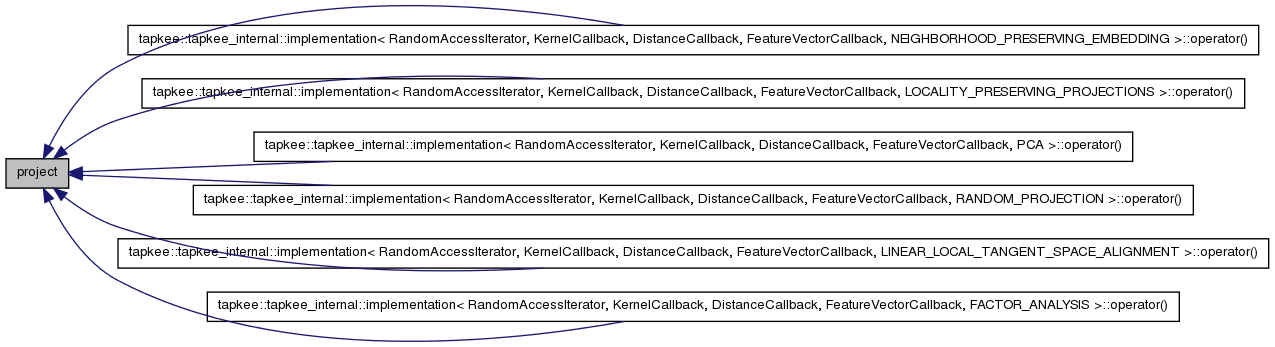 tapkee::tapkee_internal::implementation< RandomAccessIterator, KernelCallback, DistanceCallback, FeatureVectorCallback, NEIGHBORHOOD_PRESERVING_EMBEDDING >::operator()
tapkee::tapkee_internal::implementation< RandomAccessIterator, KernelCallback, DistanceCallback, FeatureVectorCallback, LOCALITY_PRESERVING_PROJECTIONS >::operator()
tapkee::tapkee_internal::implementation< RandomAccessIterator, KernelCallback, DistanceCallback, FeatureVectorCallback, PCA >::operator()
project
tapkee::tapkee_internal::implementation< RandomAccessIterator, KernelCallback, DistanceCallback, FeatureVectorCallback, RANDOM_PROJECTION >::operator()
tapkee::tapkee_internal::implementation< RandomAccessIterator, KernelCallback, DistanceCallback, FeatureVectorCallback, LINEAR_LOCAL_TANGENT_SPACE_ALIGNMENT >::operator()
tapkee::tapkee_internal::implementation< RandomAccessIterator, KernelCallback, DistanceCallback, FeatureVectorCallback, FACTOR_ANALYSIS >::operator()